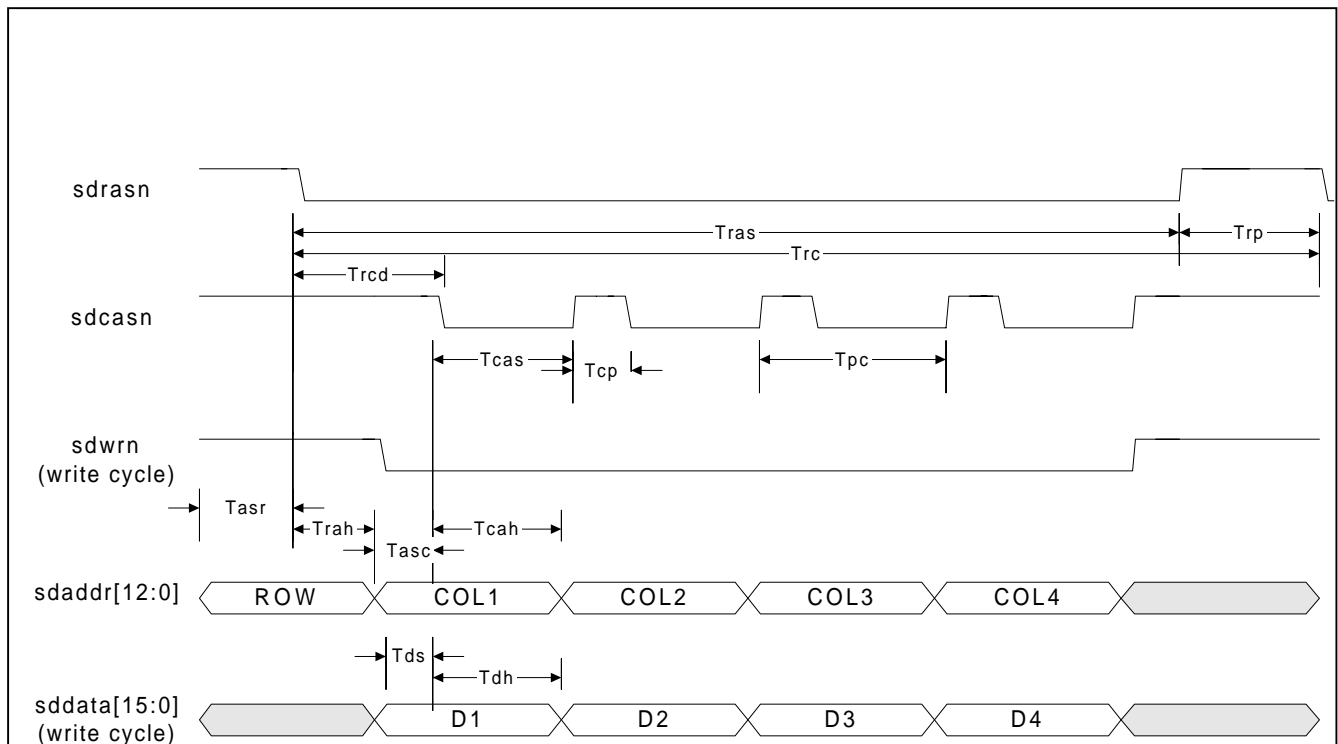 sdrasn
Tras
Trp
Trc
Trcd
sdcasn
Tcas
Tcp
Tpc
sdwrn
(write cycle)
Tasr
Trah
Tcah
Tasc
sdaddr[12:0]
ROW
COL1
COL2
COL3
COL4
Tds
Tdh
sddata[15:0]
(write cycle)
D1
D2
D3
D4